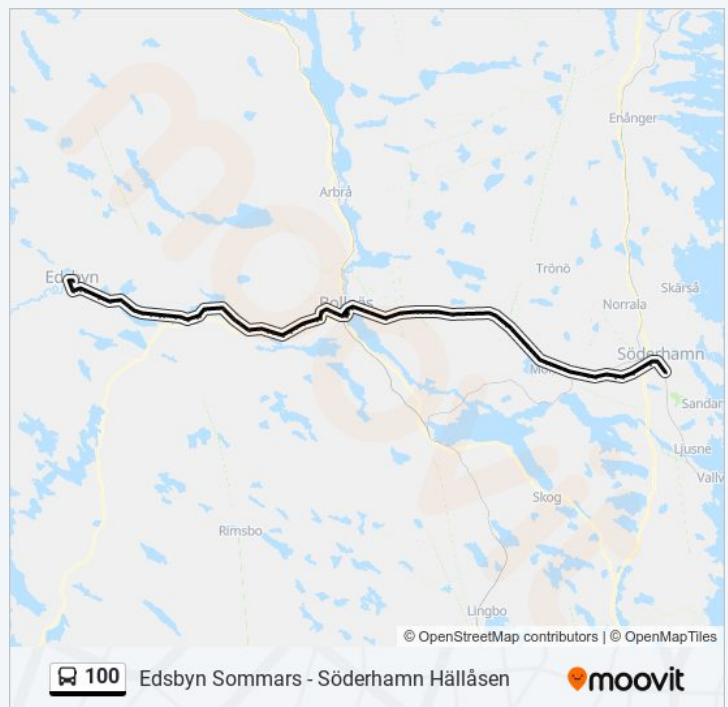 Enånger
Arbrå
Trönö
Edsbyn
Skärså
Norrala
Söderhamn
Sandar
Ljusne
Vallv
Skog
Rimsbo
Lingbo
© OpenStreetMap contributors | © OpenMapTiles
100 Edsbyn Sommars - Söderhamn Hällåsen
moovit